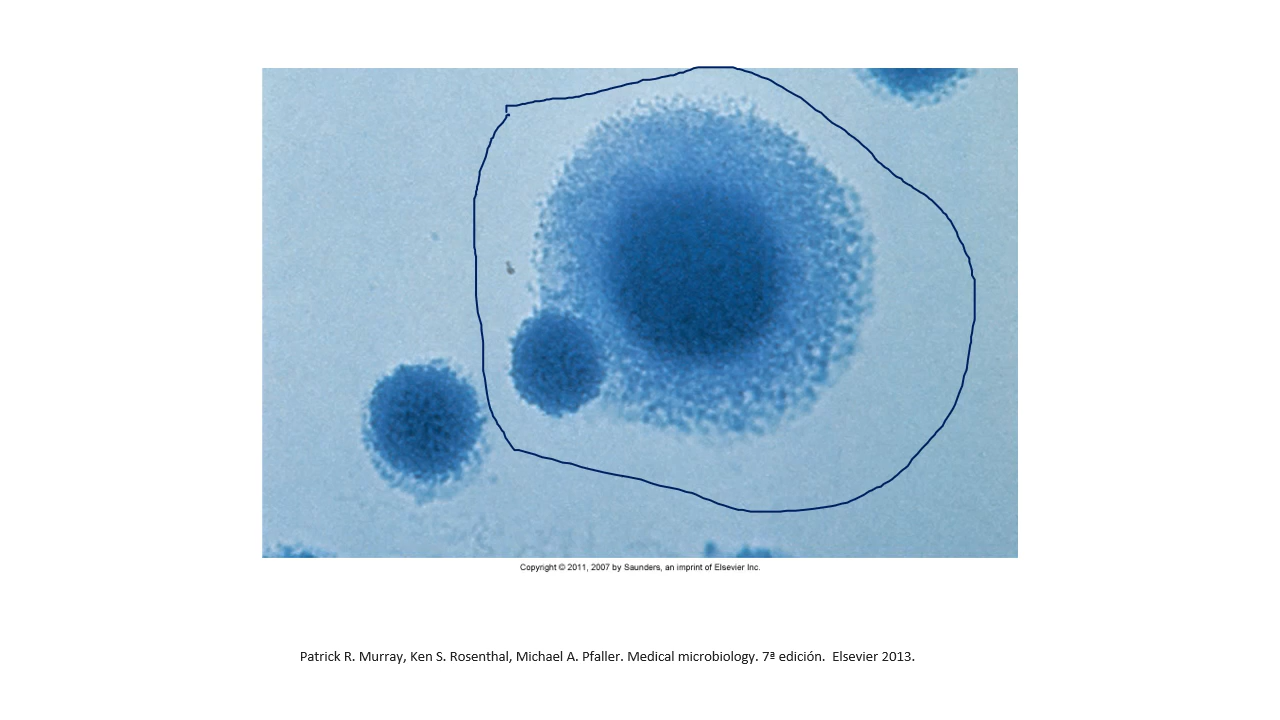 Copyright © 2011, 2007 by Saunders, an imprint of Elsevier Inc.
Patrick R. Murray, Ken S. Rosenthal, Michael A. Pfaller. Medical microbiology. 7ª edición.  Elsevier 2013.